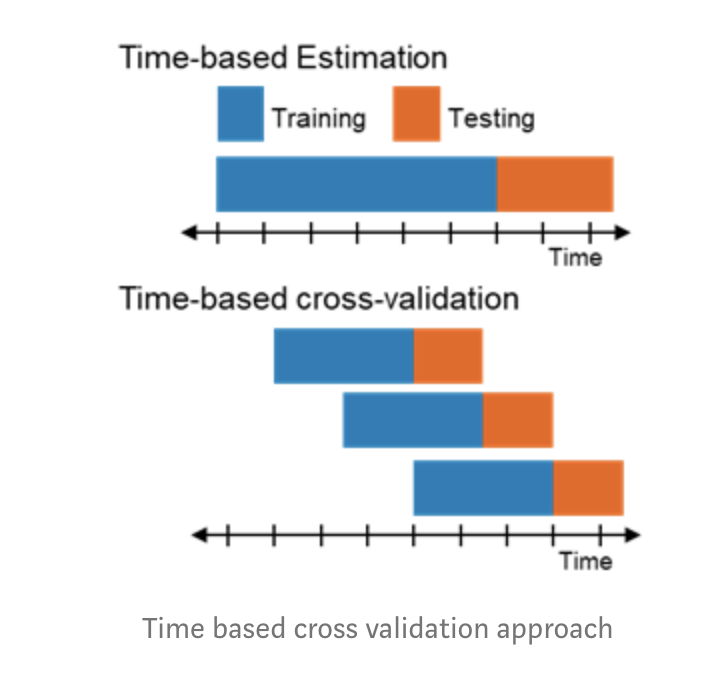 Time-based Estimation
Training Testing
Time
Time-based cross-validation
Time
Time based cross validation approach